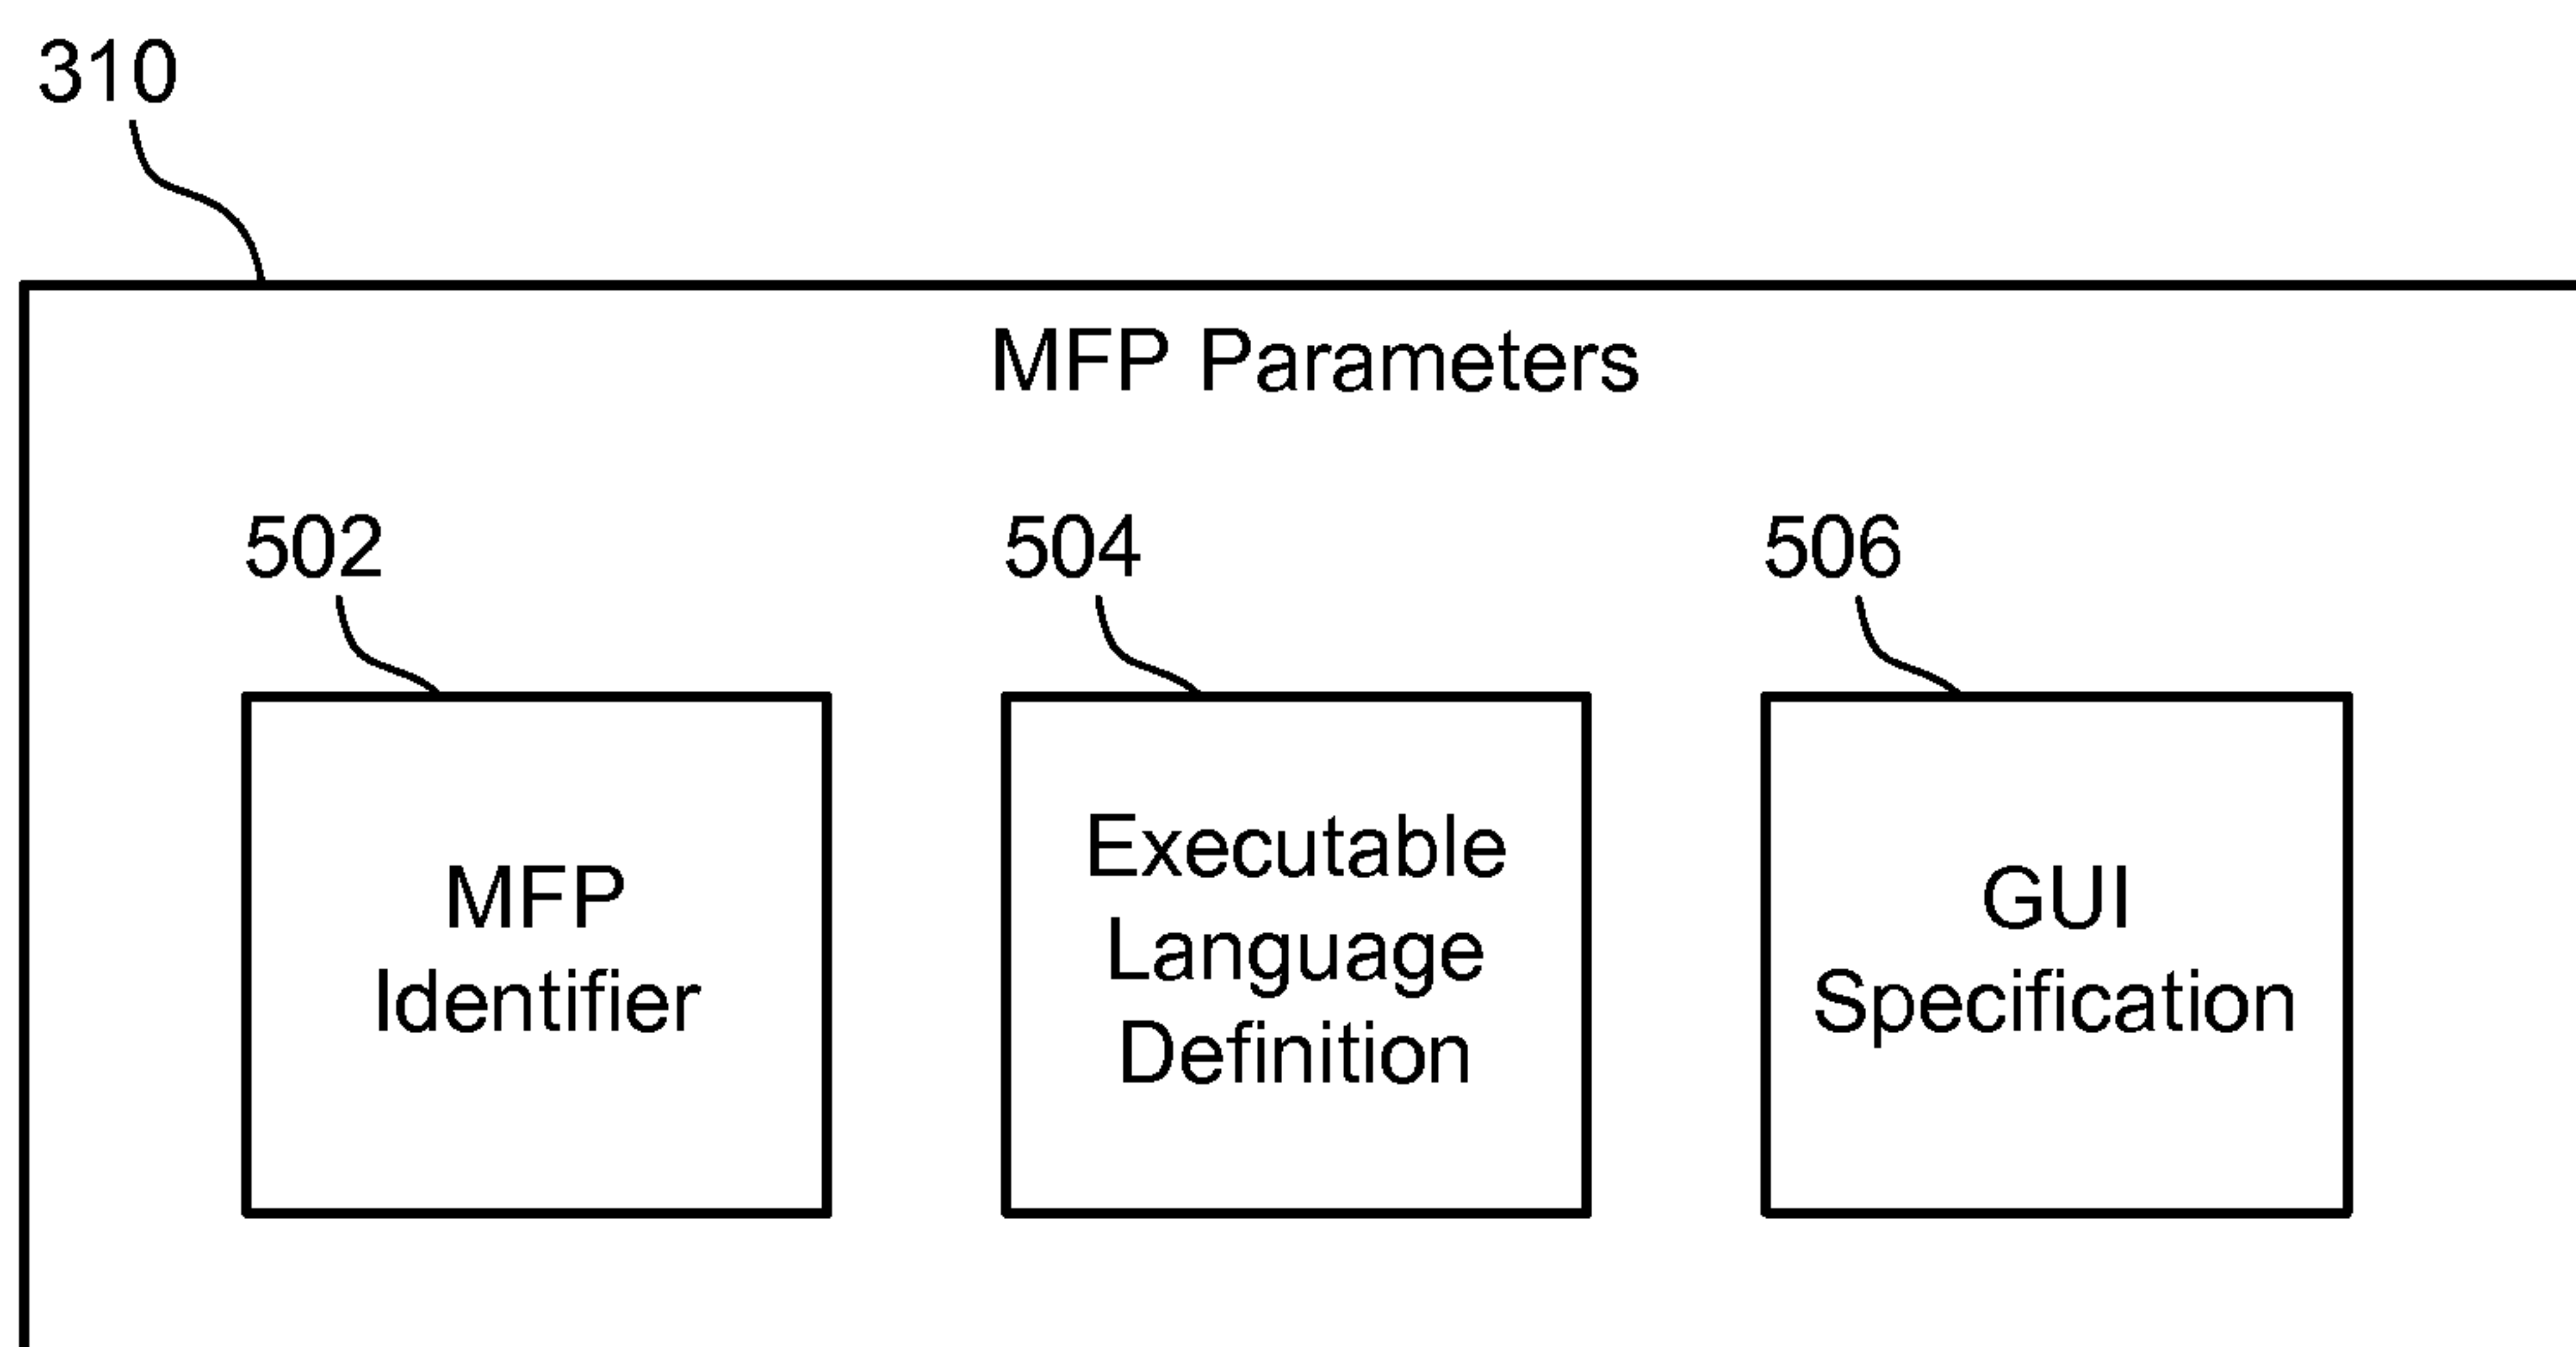 310
MFP Parameters
502
504
506
MFP
Identifier
Executable
Language
Definition
GUI
Specification